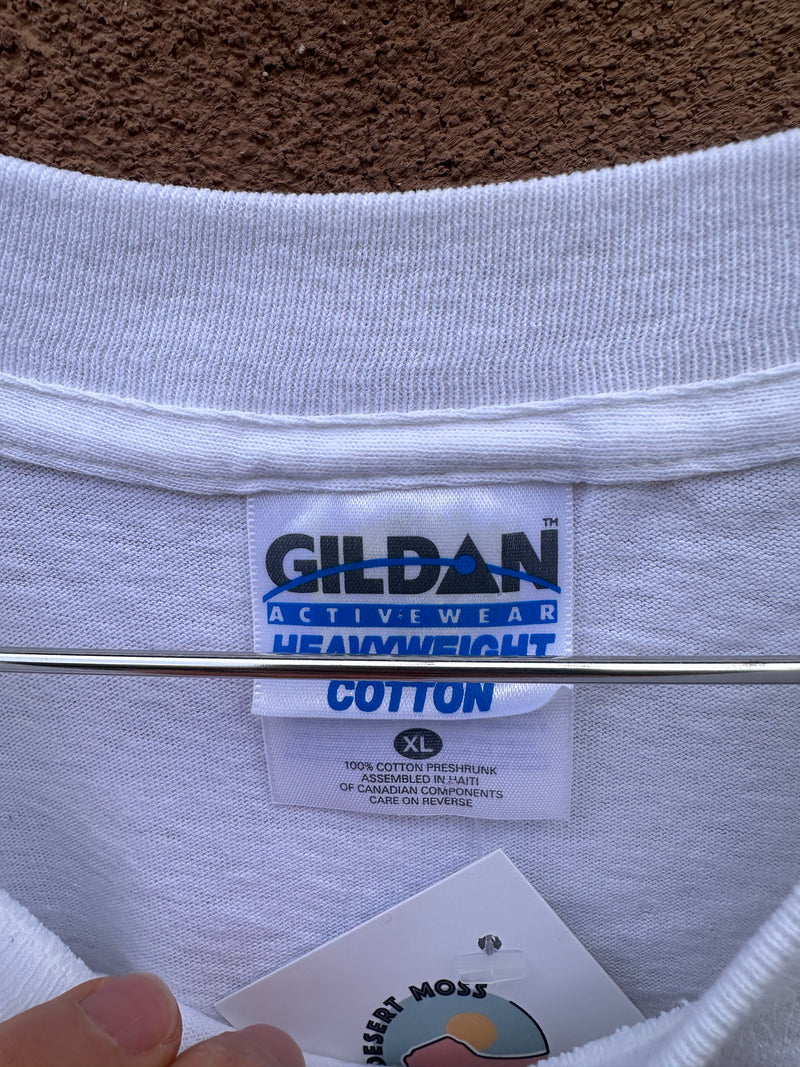 GILDAN™
ACTIVEWEAR
HEAVYWEIGHT
COTTON
XL
100% COTTON PRESHRUNK
ASSEMBLED IN HAITI
OF CANADIAN COMPONENTS
CARE ON REVERSE
DESERT MOSS